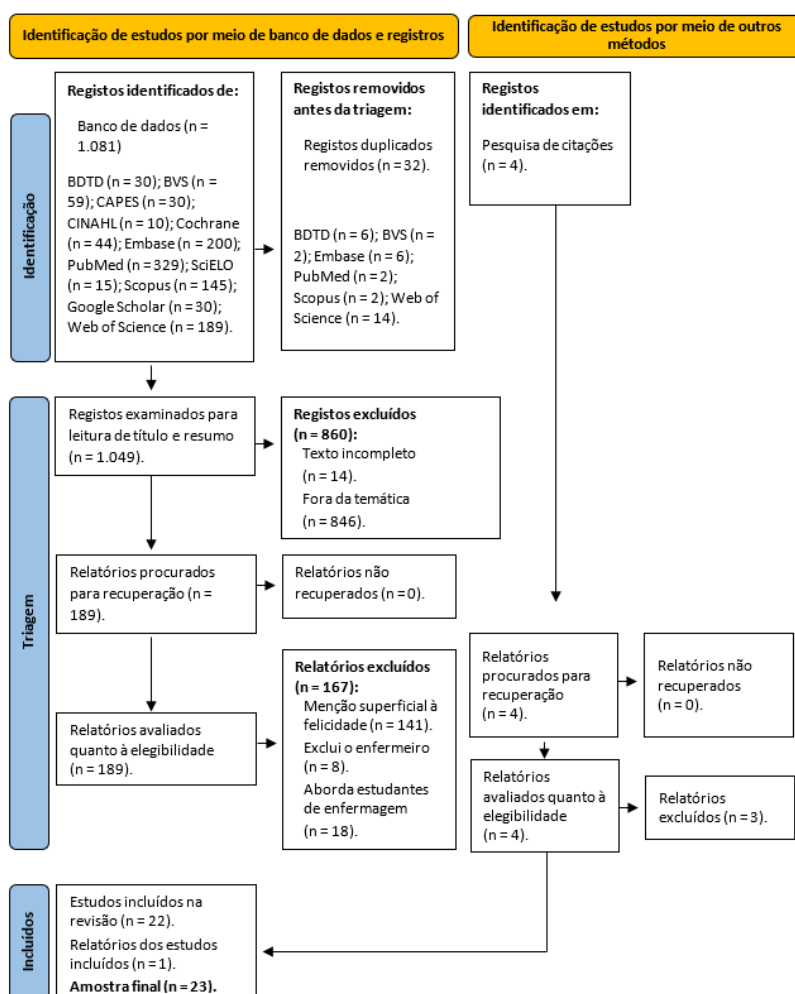 Identificação de estudos por meio de banco de dados e registros
Identificação de estudos por meio de outros
métodos
Identificação
Registos identificados de:
Banco de dados (n =
1.081)
BDTD (n = 30); BVS (n =
59); CAPES (n = 30);
CINAHL (n = 10); Cochrane
(n = 44); Embase (n = 200);
PubMed (n = 329); SciELO
(n = 15); Scopus (n = 145);
Google Scholar (n = 30);
Web of Science (n = 189).
Registos removidos
antes da triagem:
Registos duplicados
removidos (n = 32).
BDTD (n = 6); BVS (n =
2); Embase (n = 6);
PubMed (n = 2);
Scopus (n = 2); Web of
Science (n = 14).
Registos
identificados em:
Pesquisa de citações
(n = 4).
Triagem
Registos examinados para
leitura de título e resumo
(n = 1.049).
Registos excluídos
(n = 860):
Texto incompleto
(n = 14).
Fora da temática
(n = 846).
Relatórios procurados
para recuperação (n =
189).
Relatórios não
recuperados (n = 0).
Relatórios avaliados
quanto à elegibilidade
(n = 189).
Relatórios excluídos
(n = 167):
Menção superficial à
felicidade (n = 141).
Exclui o enfermeiro
(n = 8).
Aborda estudantes
de enfermagem
(n = 18).
Relatórios
procurados para
recuperação
(n = 4).
Relatórios não
recuperados
(n = 0).
Relatórios
avaliados quanto à
elegibilidade
(n = 4).
Relatórios
excluídos (n = 3).
Incluídos
Estudos incluídos na
revisão (n = 22).
Relatórios dos estudos
incluídos (n = 1).
Amostra final (n = 23).